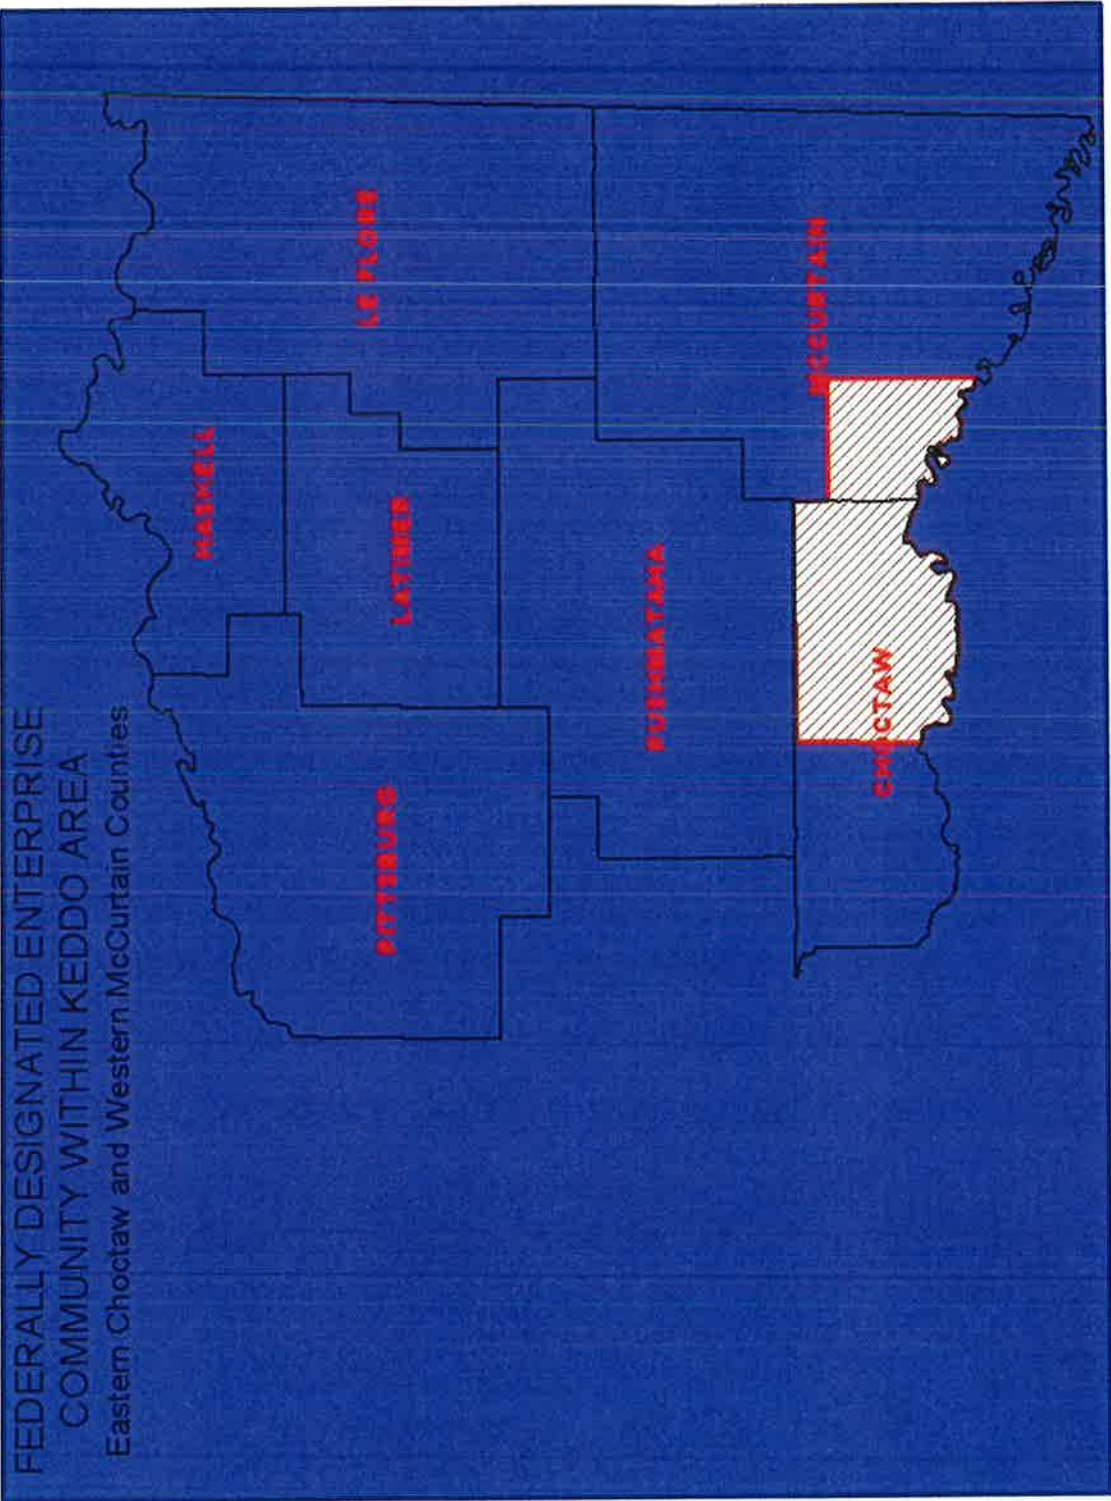 FEDERALLY DESIGNATED ENTERPRISE
COMMUNITY WITHIN KEDDO AREA
Eastern Choctaw and Western McCurtain Counties
HASKELL
LE FLORE
PITTSBURG
LATIMER
PUSHMATAHA
MCCURTAIN
CHOCTAW